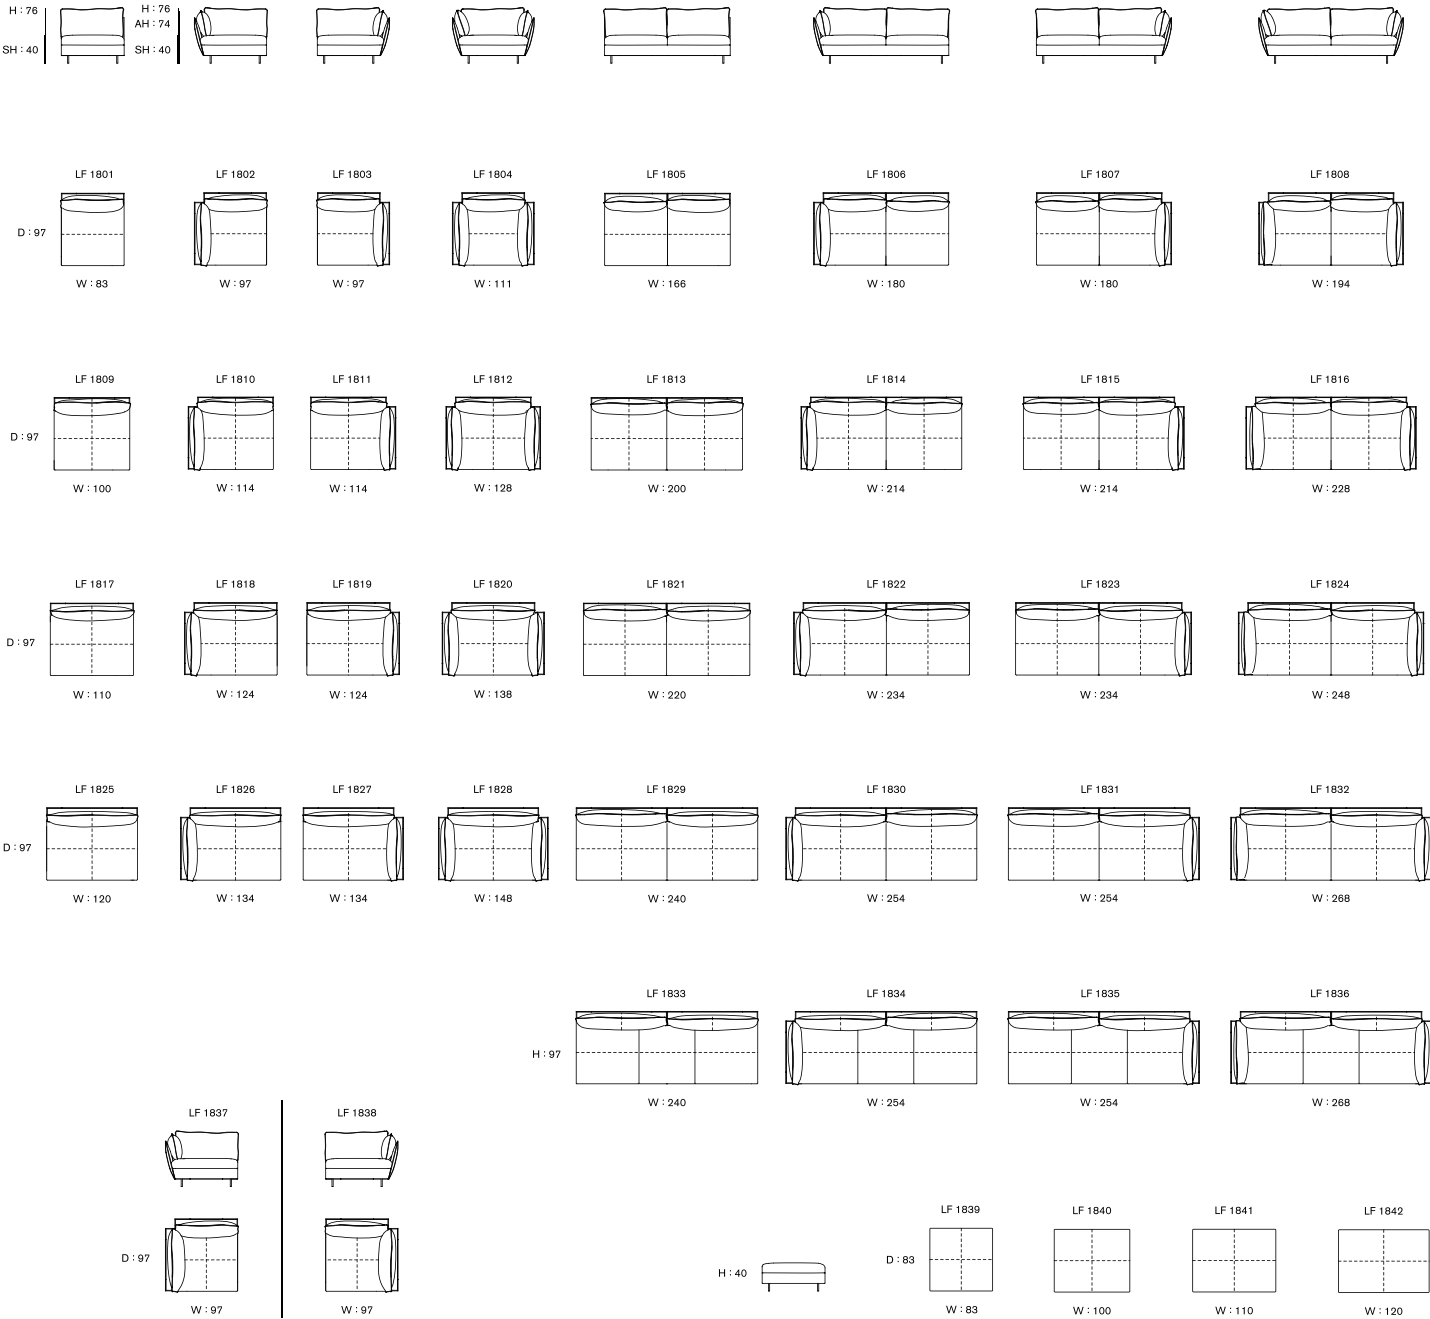 H : 76
SH : 40
H : 76
AH : 74
SH : 40
LF 1801 LF 1802 LF 1803 LF 1804 LF 1805 LF 1806 LF 1807 LF 1808
D : 97
W : 83 W : 97 W : 97 W : 111 W : 166 W : 180 W : 180 W : 194
LF 1809 LF 1810 LF 1811 LF 1812 LF 1813 LF 1814 LF 1815 LF 1816
D : 97
W : 100 W : 114 W : 114 W : 128 W : 200 W : 214 W : 214 W : 228
LF 1817 LF 1818 LF 1819 LF 1820 LF 1821 LF 1822 LF 1823 LF 1824
D : 97
W : 110 W : 124 W : 124 W : 138 W : 220 W : 234 W : 234 W : 248
LF 1825 LF 1826 LF 1827 LF 1828 LF 1829 LF 1830 LF 1831 LF 1832
D : 97
W : 120 W : 134 W : 134 W : 148 W : 240 W : 254 W : 254 W : 268
LF 1833 LF 1834 LF 1835 LF 1836
H : 97
W : 240 W : 254 W : 254 W : 268
LF 1837 LF 1838
D : 97
W : 97 W : 97
LF 1839 LF 1840 LF 1841 LF 1842
H : 40
D : 83
W : 83 W : 100 W : 110 W : 120